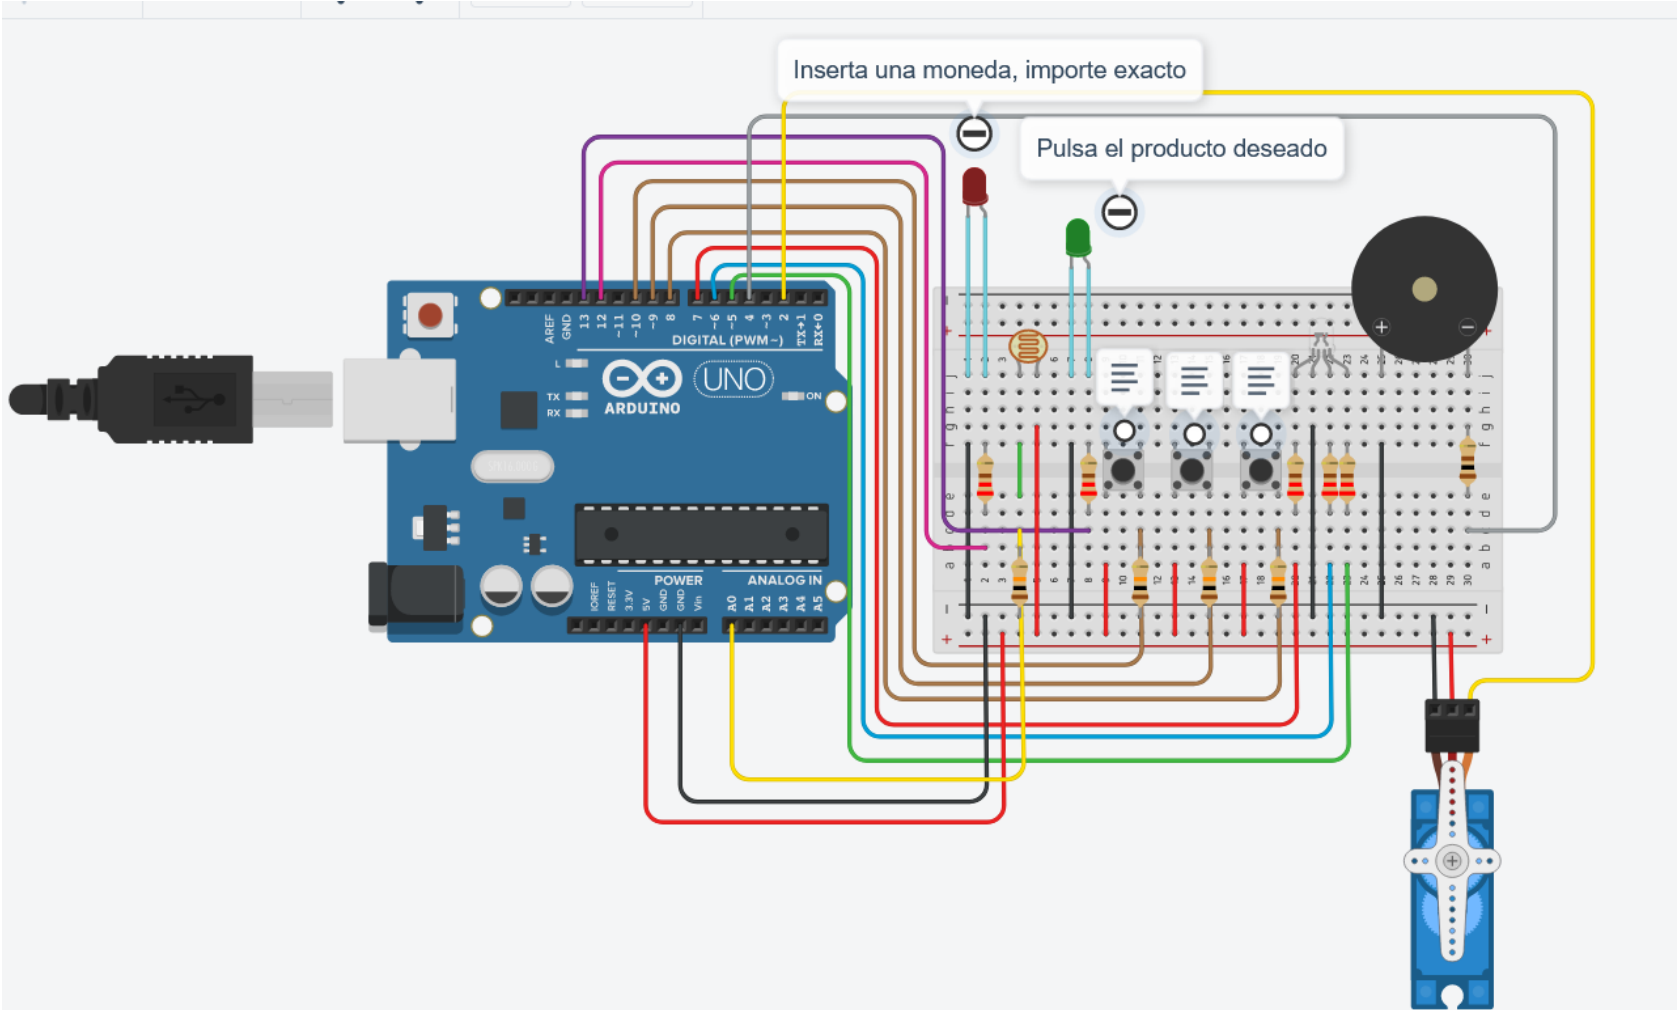 Inserta una moneda, importe exacto
Pulsa el producto deseado
AREF
GND
13
12
~11
~10
~9
8
7
~6
~5
4
~3
2
TX→1
RX←0
DIGITAL (PWM~)
L
TX
RX
ARDUINO
UNO
ON
POWER
ANALOG IN
IOREF
RESET
3.3V
5V
GND
GND
Vin
A0
A1
A2
A3
A4
A5
j
i
h
g
f
e
d
c
b
a